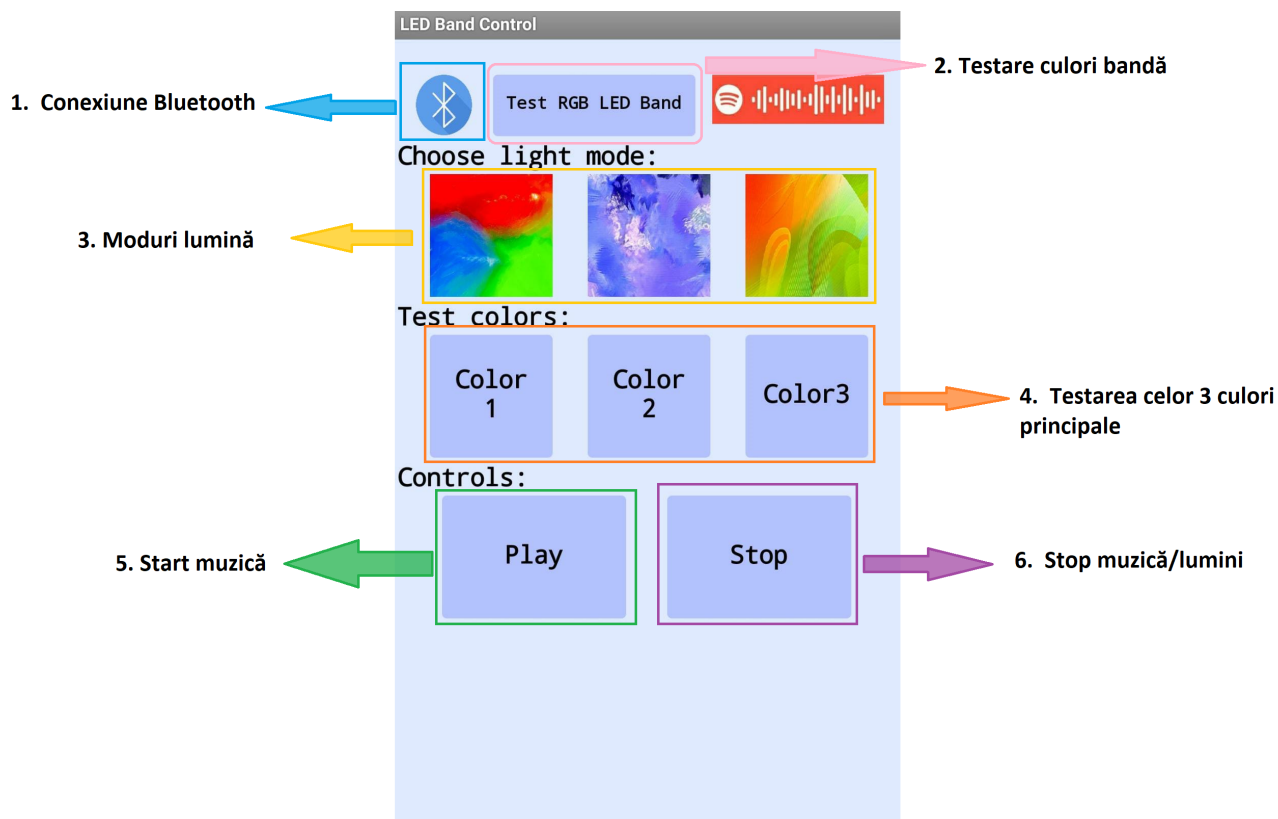 LED Band Control
2. Testare culori bandă
1. Conexiune Bluetooth
Test RGB LED Band
Choose light mode:
3. Moduri lumină
Test colors:
Color
1
Color
2
Color3
4. Testarea celor 3 culori
principale
Controls:
5. Start muzică
Play
Stop
6. Stop muzică/lumini